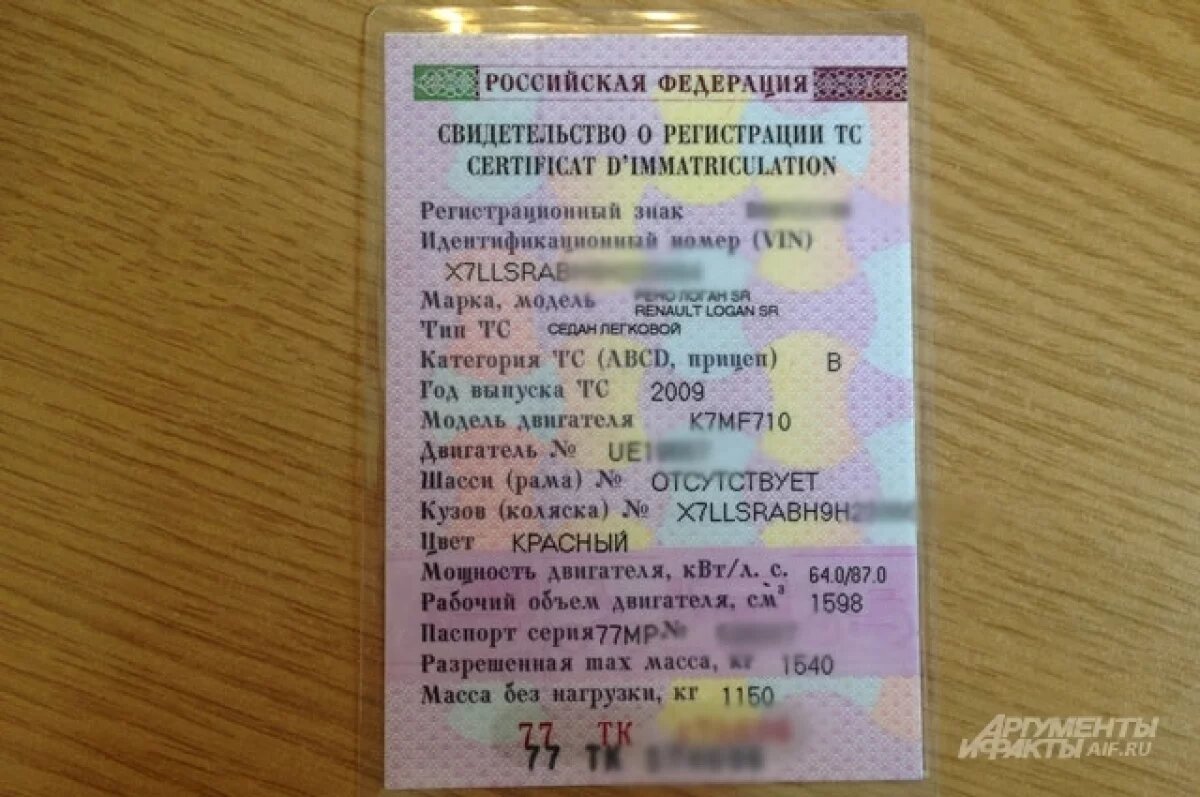 РОССИЙСКАЯ ФЕДЕРАЦИЯ
СВИДЕТЕЛЬСТВО О РЕГИСТРАЦИИ ТС
CERTIFICAT D'IMMATRICULATION
Регистрационный знак
Идентификационный номер (VIN)
X7LLSRAB
Марка, модель РЕНО ЛОГАН SR
RENAULT LOGAN SR
Тип ТС СЕДАН ЛЕГКОВОЙ
Категория ТС (ABCD, прицеп) B
Год выпуска ТС 2009
Модель двигателя K7MF710
Двигатель № UE1
Шасси (рама) № ОТСУТСТВУЕТ
Кузов (коляска) № X7LLSRABH9H2
Цвет КРАСНЫЙ
Мощность двигателя, кВт/л. с. 64.0/87.0
Рабочий объем двигателя, см³ 1598
Паспорт серия 77МР №
Разрешенная max масса, кг 1540
Масса без нагрузки, кг 1150
77 ТК
77 ТК
АРГУМЕНТЫ
И ФАКТЫ AIF.RU